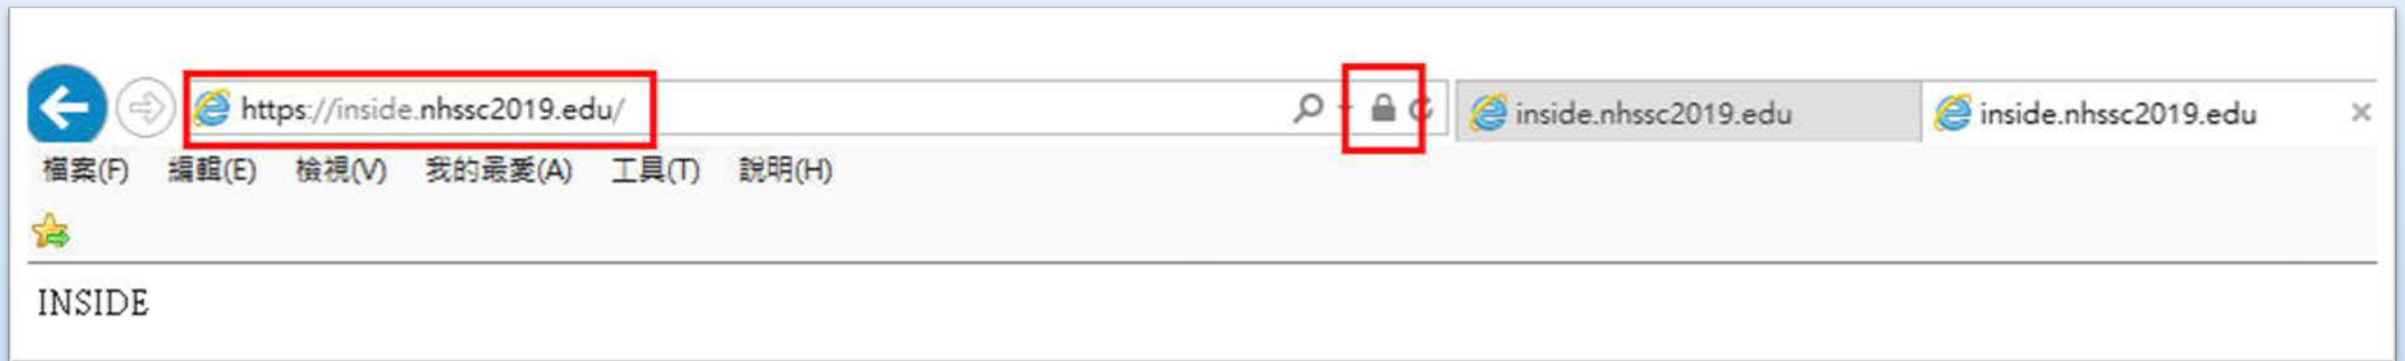 https://inside.nhssc2019.edu/ inside.nhssc2019.edu inside.nhssc2019.edu
檔案(F) 編輯(E) 檢視(V) 我的最愛(A) 工具(T) 說明(H)
INSIDE